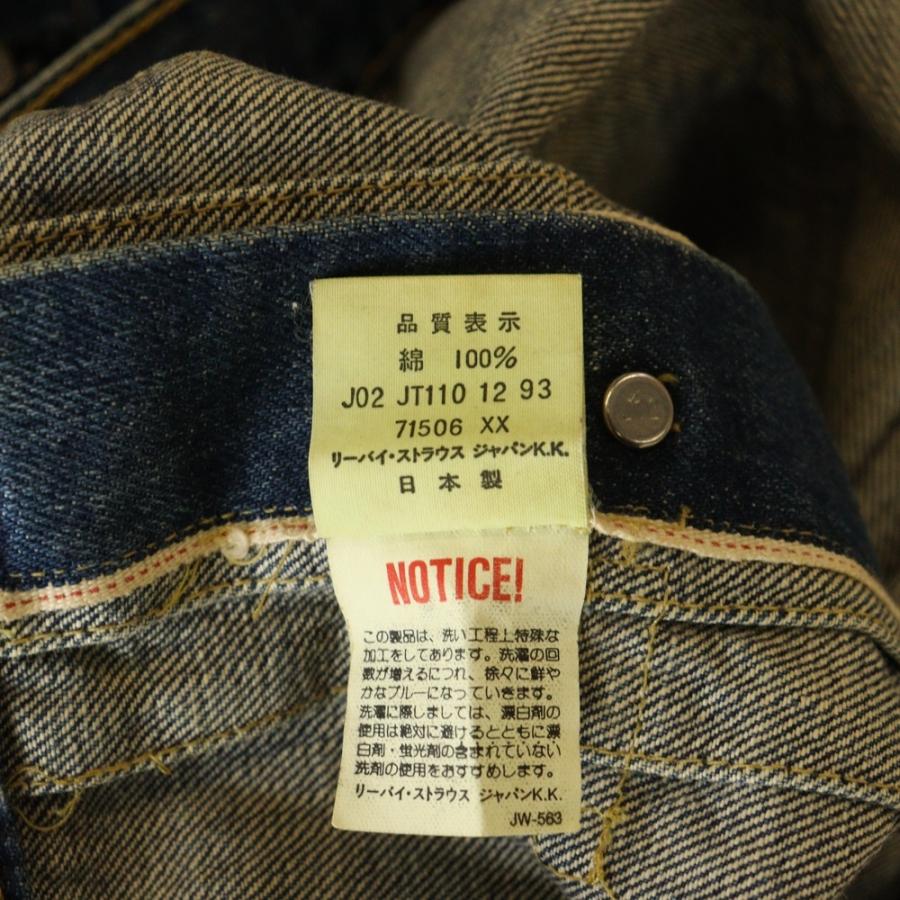 品質表示
綿 100%
J02 JT110 12 93
71506 XX
リーバイ・ストラウス ジャパンK.K.
日本製
NOTICE!
この製品は、洗い工程上特殊な
加工をしてあります。洗濯の回
数が増えるにつれ、徐々に鮮や
かなブルーになっていきます。
洗濯に際しましては、漂白剤の
使用は絶対に避けるとともに漂
白剤・蛍光剤の含まれていない
洗剤の使用をおすすめします。
リーバイ・ストラウス ジャパンK.K.
JW-563